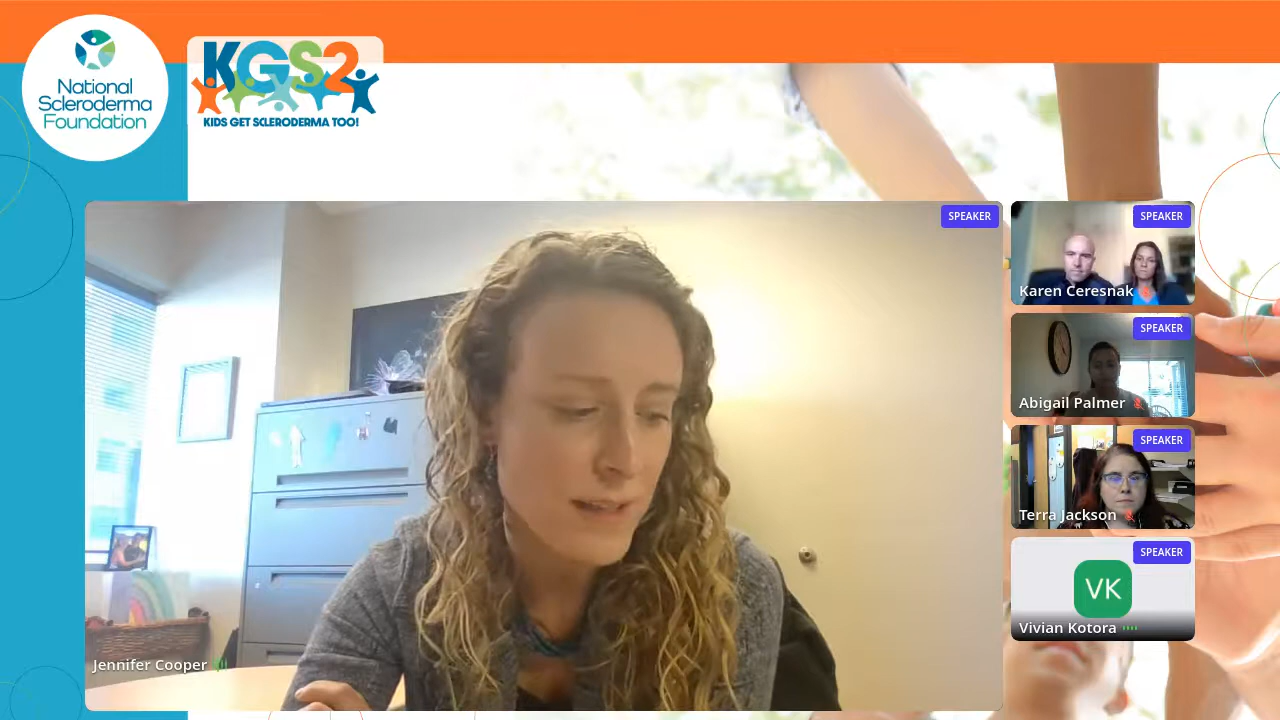 National
Scleroderma
Foundation
KGS2
KIDS GET SCLERODERMA TOO!
SPEAKER
Jennifer Cooper
SPEAKER
Karen Ceresnak
SPEAKER
Abigail Palmer
SPEAKER
Terra Jackson
SPEAKER
VK
Vivian Kotora